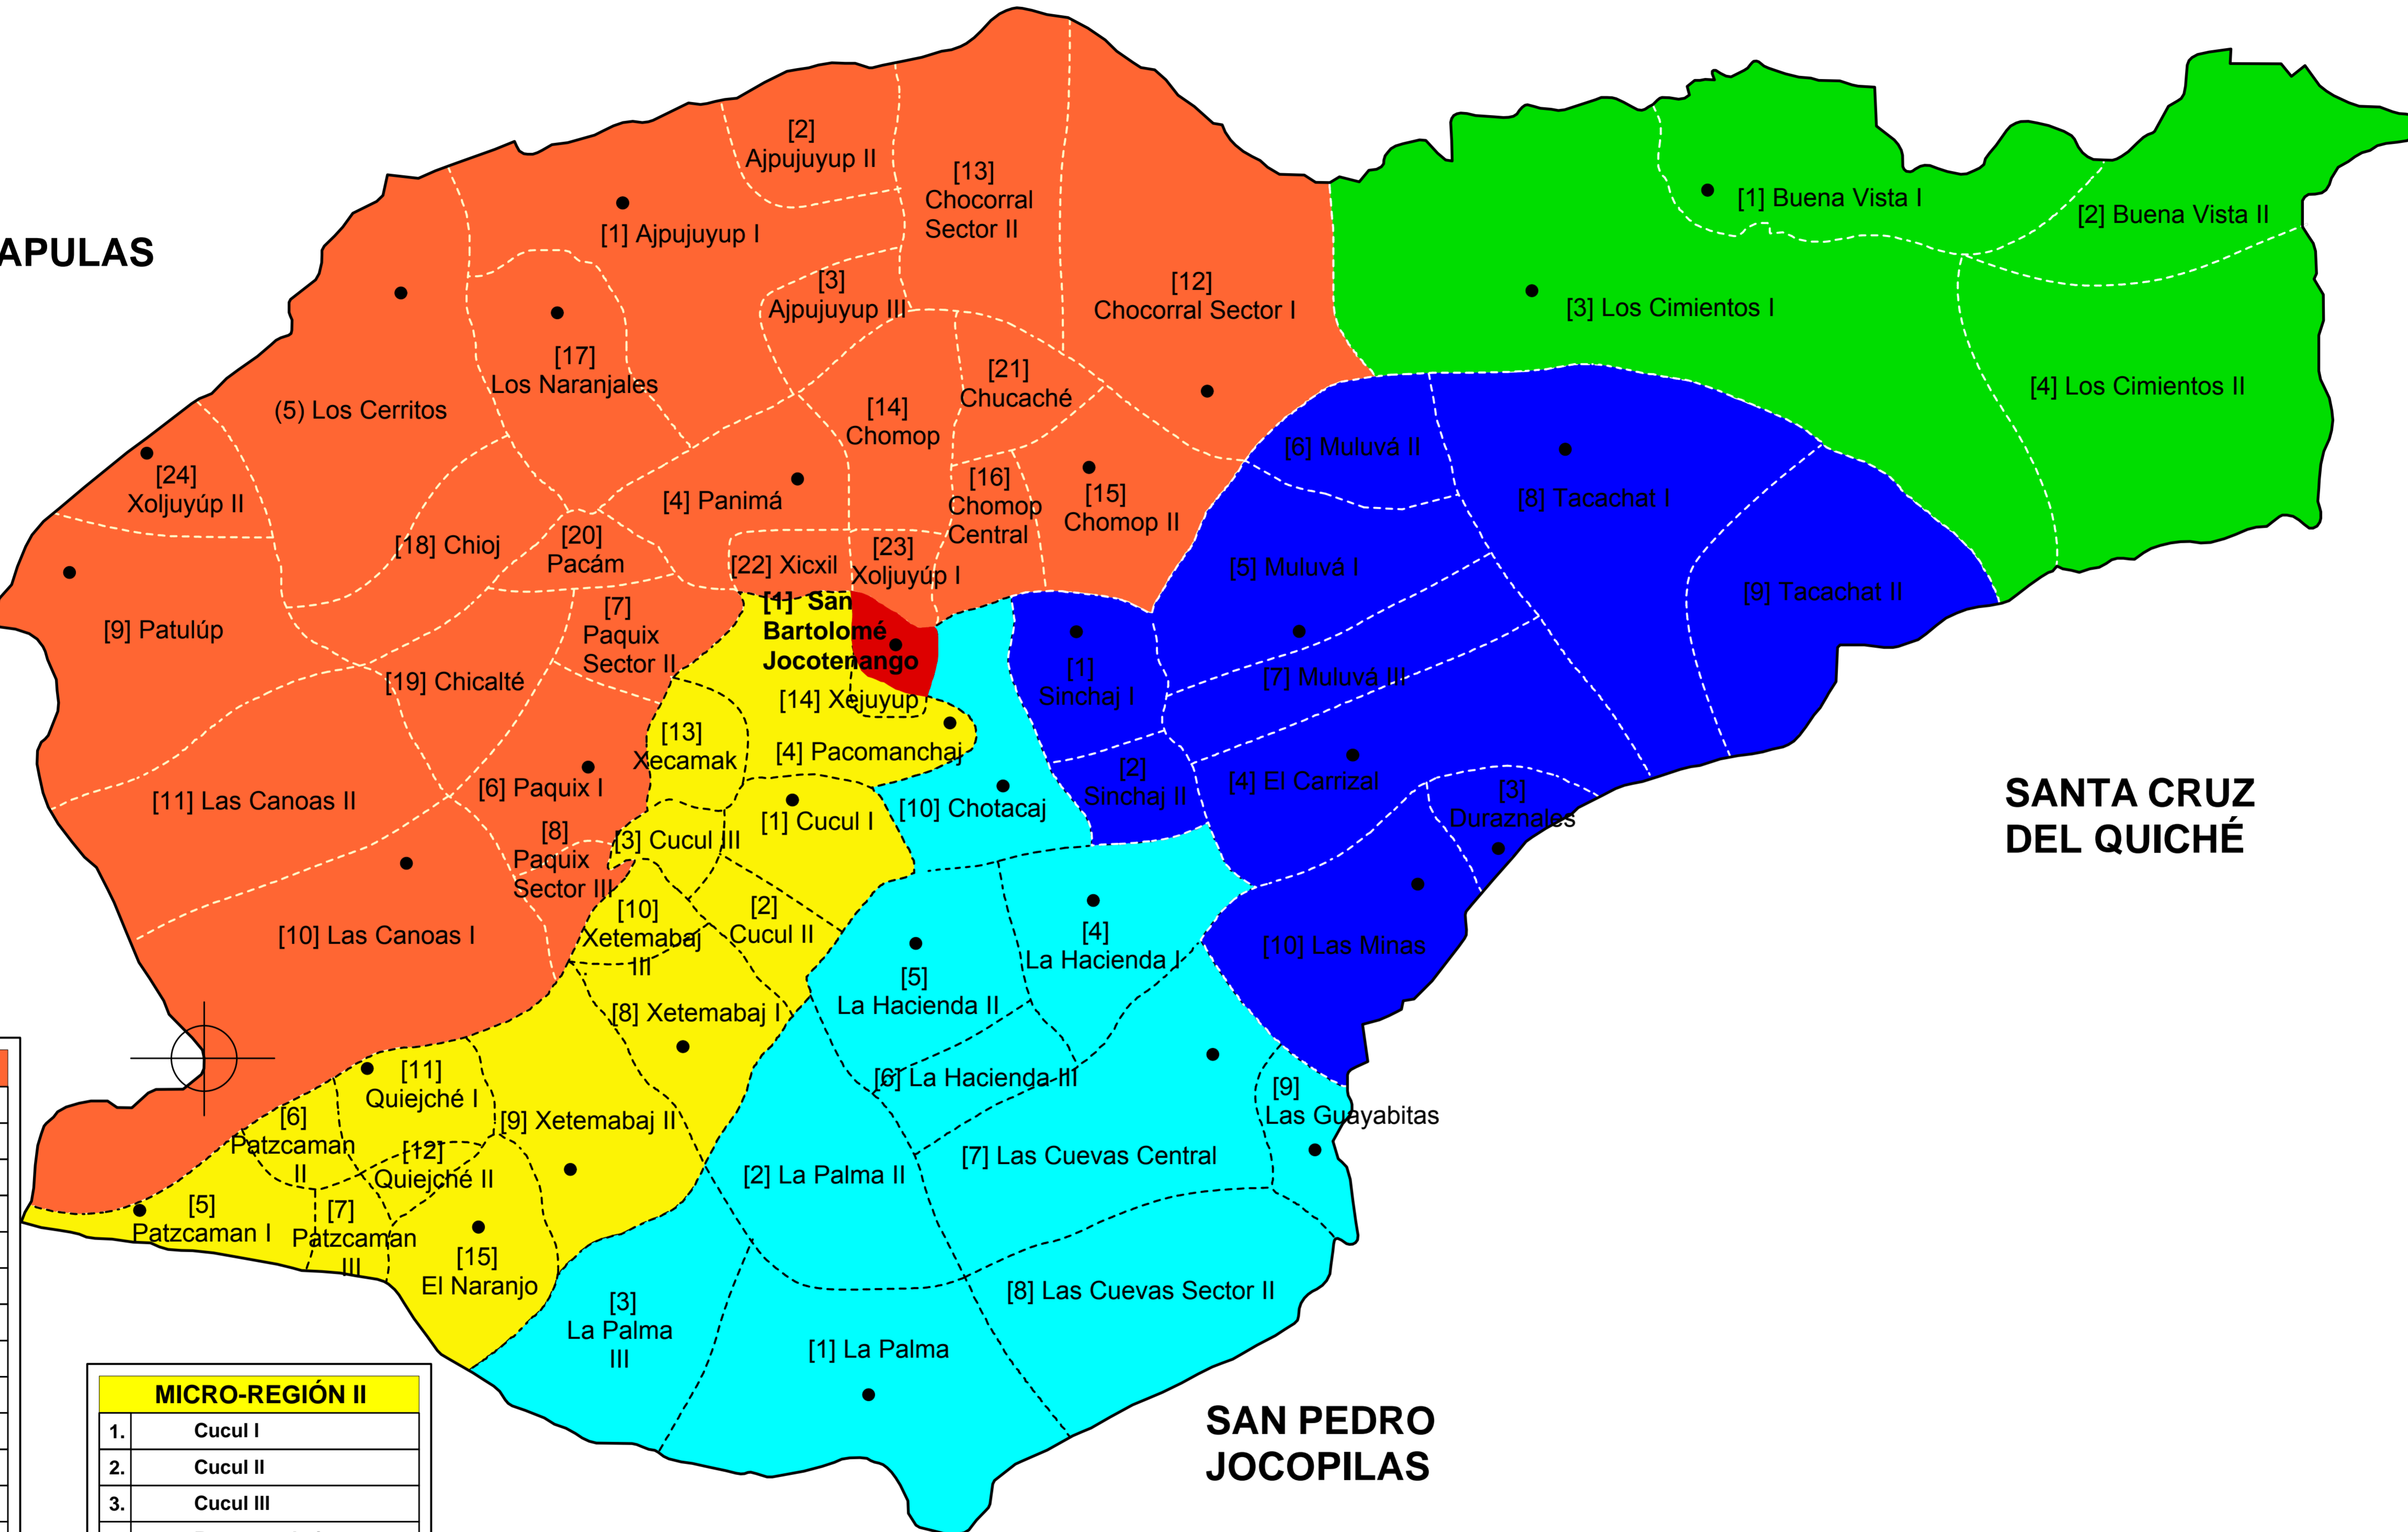 [2]
Ajpujuyup II
[13]
Chocorral
Sector II
[1] Ajpujuyup I
[1] Buena Vista I
[2] Buena Vista II
APULAS
[3]
Ajpujuyup III
[12]
Chocorral Sector I
[3] Los Cimientos I
[17]
Los Naranjales
[21]
Chucaché
[4] Los Cimientos II
(5) Los Cerritos
[14]
Chomop
[6] Muluvá II
[24]
Xoljuyúp II
[4] Panimá
[16]
Chomop
Central
[15]
Chomop II
[8] Tacachat I
[18] Chioj
[20]
Pacám
[22] Xicxil
[23]
Xoljuyúp I
[5] Muluvá I
[9] Tacachat II
[9] Patulúp
[7]
Paquix
Sector II
[1] San
Bartolomé
Jocotenango
[19] Chicalté
[14] Xejuyup
[1]
Sinchaj I
[7] Muluvá III
[13]
Xecamak
[4] Pacomanchaj
[2]
Sinchaj II
[4] El Carrizal
[3]
Duraznales
SANTA CRUZ
DEL QUICHÉ
[11] Las Canoas II
[6] Paquix I
[1] Cucul I
[10] Chotacaj
[8]
Paquix
Sector III
[3] Cucul III
[10]
Xetemabaj
III
[2]
Cucul II
[10] Las Canoas I
[4]
La Hacienda I
[10] Las Minas
[5]
La Hacienda II
[8] Xetemabaj I
[11]
Quiejché I
[6] La Hacienda III
[9]
Las Guayabitas
[6]
Patzcaman
II
[9] Xetemabaj II
[12]
Quiejché II
[2] La Palma II
[7] Las Cuevas Central
[5]
Patzcaman I
[7]
Patzcaman
III
[15]
El Naranjo
[8] Las Cuevas Sector II
[3]
La Palma
III
[1] La Palma
SAN PEDRO
JOCOPILAS
MICRO-REGIÓN II
1. Cucul I
2. Cucul II
3. Cucul III